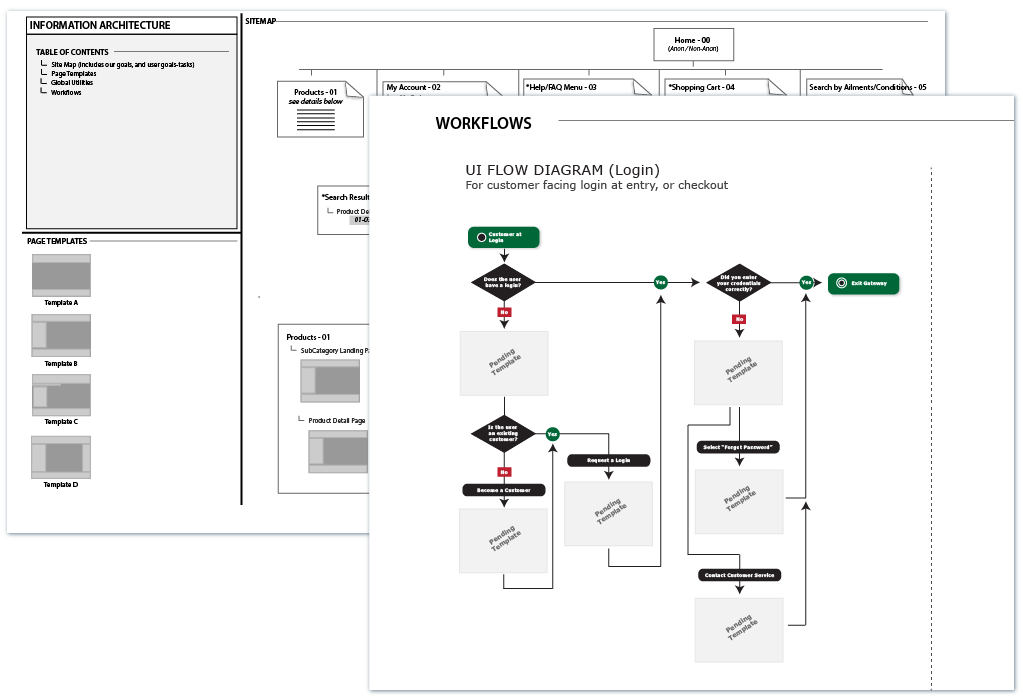 INFORMATION ARCHITECTURE
TABLE OF CONTENTS
Site Map (includes our goals, and user goals-tasks)
Page Templates
Global Utilities
Workflows
PAGE TEMPLATES
Template A
Template B
Template C
Template D
SITEMAP
Home - 00
(Anon / Non-Anon)
Products - 01
see details below
My Account - 02
*Help/FAQ Menu - 03
*Shopping Cart - 04
Search by Ailments/Conditions - 05
*Search Result
Product De
01-0
Products - 01
SubCategory Landing Pa
Product Detail Page
WORKFLOWS
UI FLOW DIAGRAM (Login)
For customer facing login at entry, or checkout
Customer at
Login
Does the user
have a login?
Yes
Did you enter
your credentials
correctly?
Yes
Exit Gateway
No
No
Pending
Template
Pending
Template
Is the user
an existing
customer?
Yes
Request a Login
Select "Forgot Password"
No
Become a Customer
Pending
Template
Pending
Template
Pending
Template
Contact Customer Service
Pending
Template